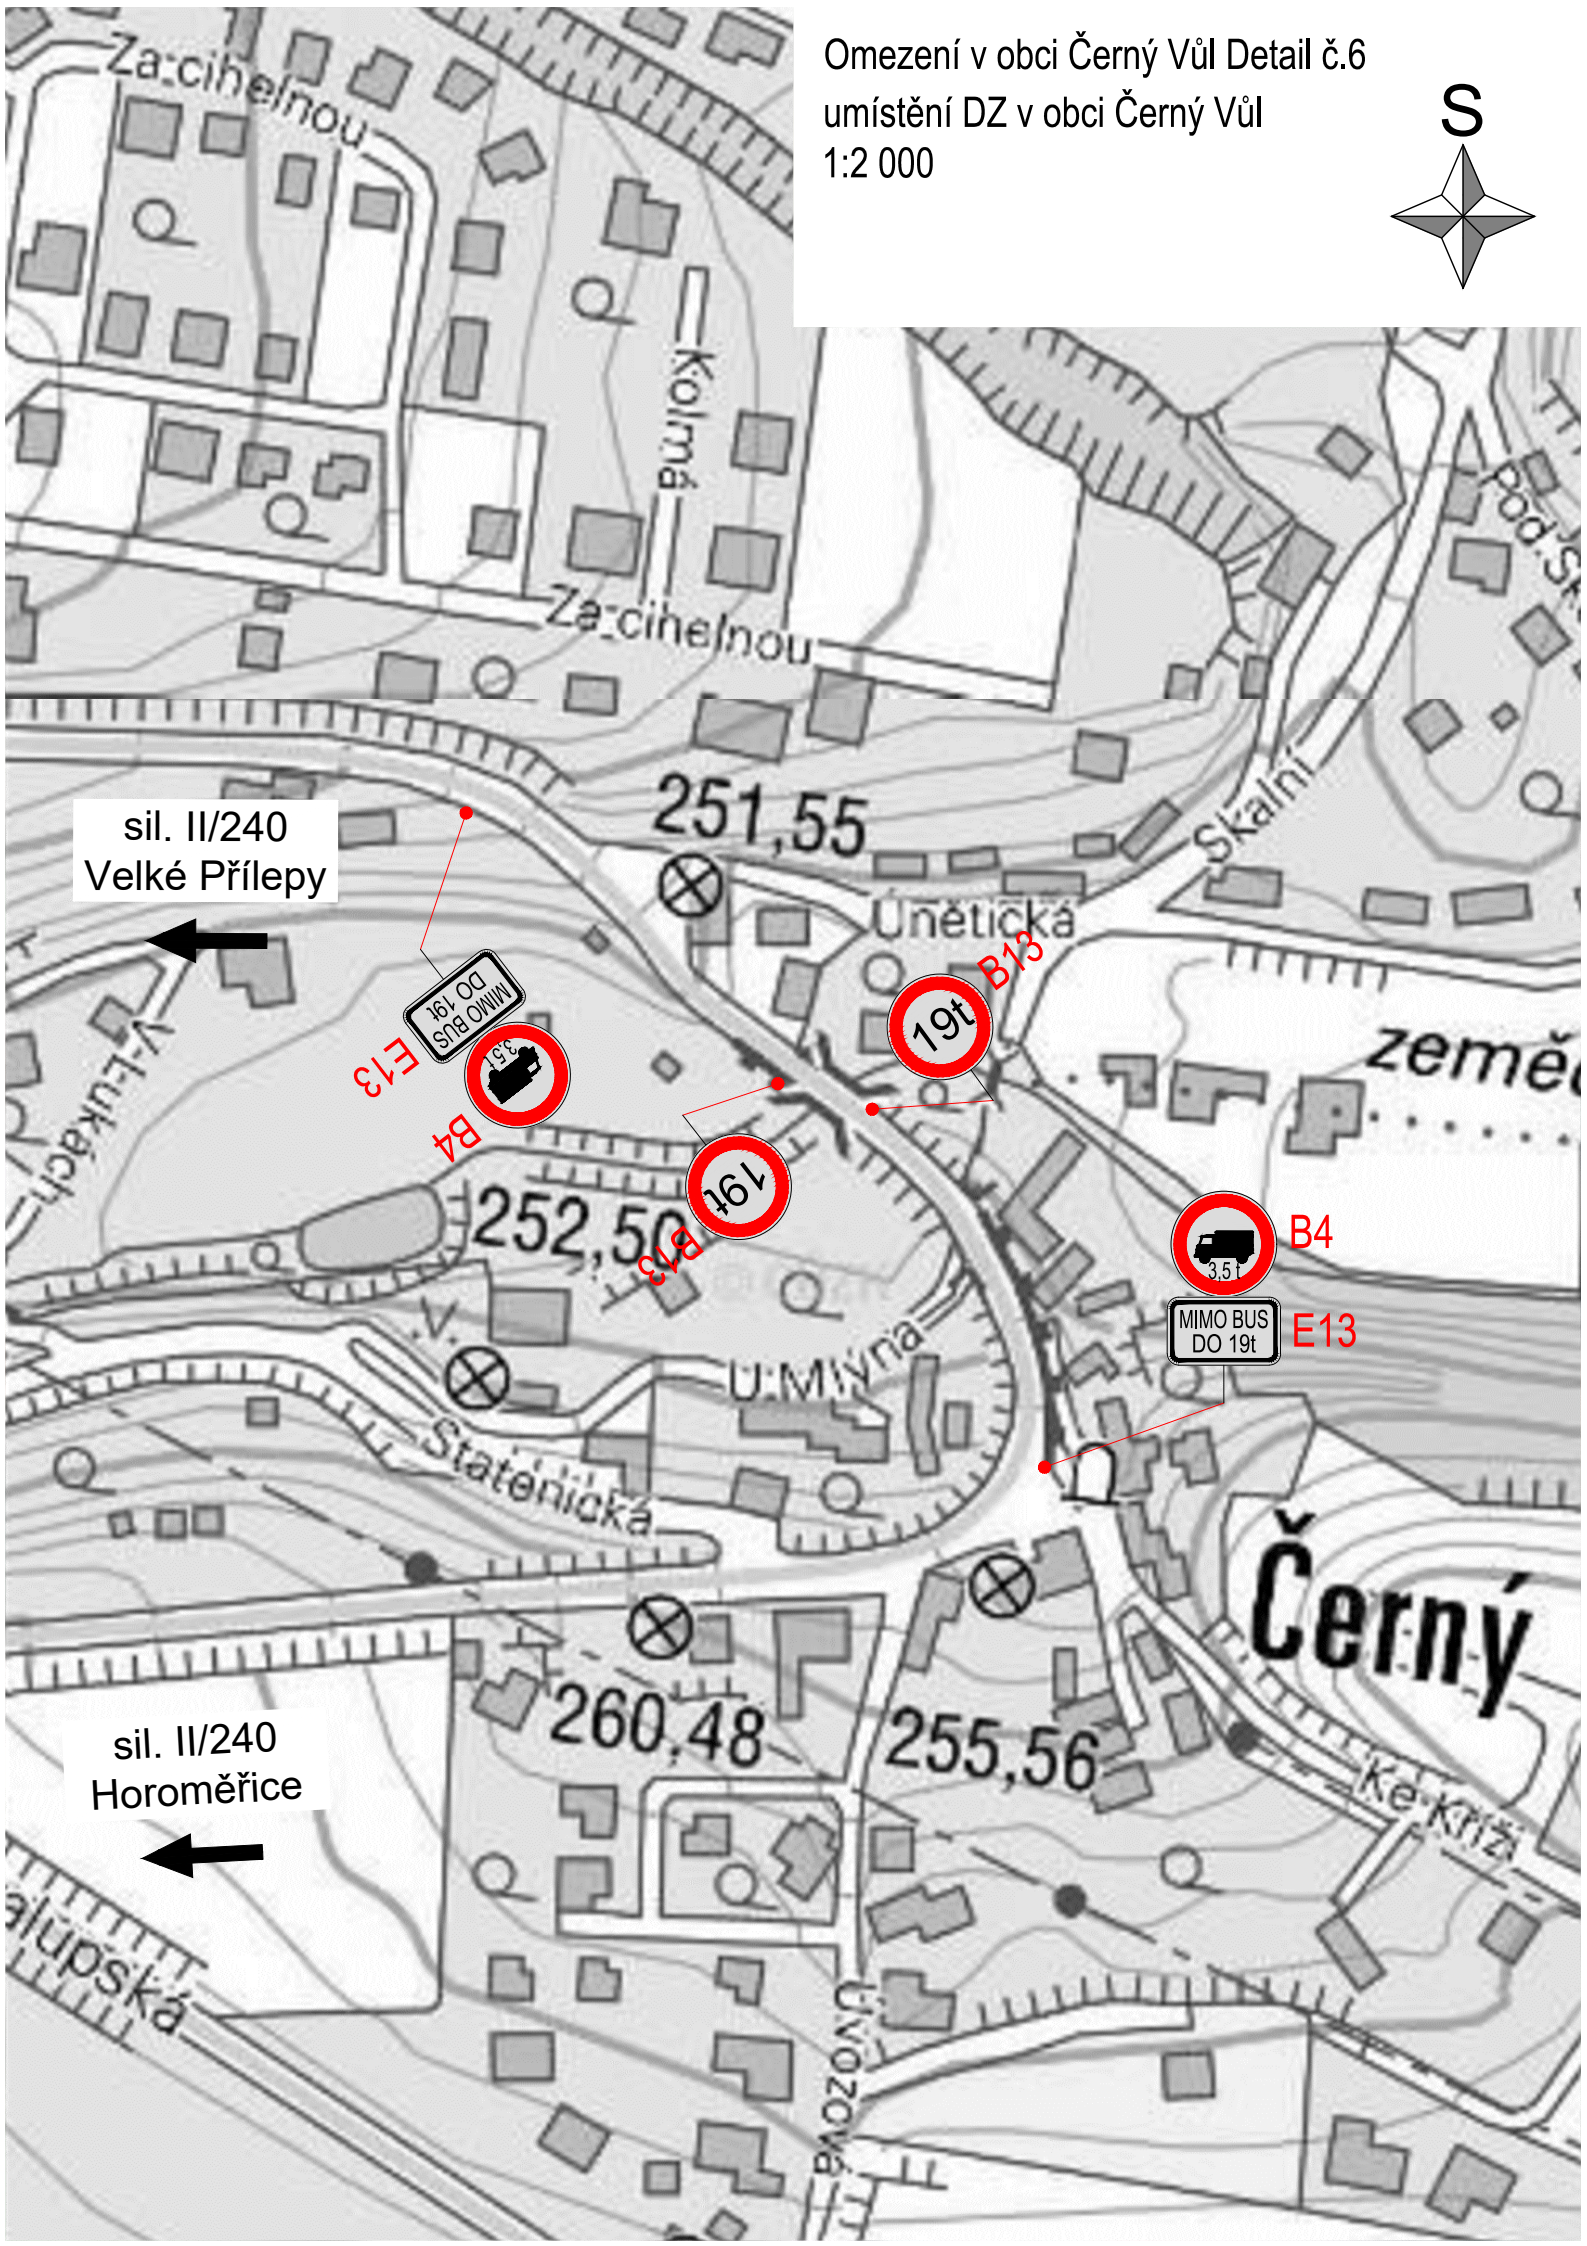 Omezení v obci Černý Vůl Detail č.6
umístění DZ v obci Černý Vůl
1:2 000
S
Za cihelnou
Kolmá
Za cihelnou
Skalní
251,55
sil. II/240
Velké Přílepy
Únětická
B13
19t
MIMO BUS
DO 19t
E13
3,5 t
B4
V Lukách
zeměd
19t
B13
252,50
B4
3,5 t
MIMO BUS
DO 19t
E13
U Mlýna
Statenická
Černý
260,48
255,56
sil. II/240
Horoměřice
Ke Kříži
alupská
Úvozová